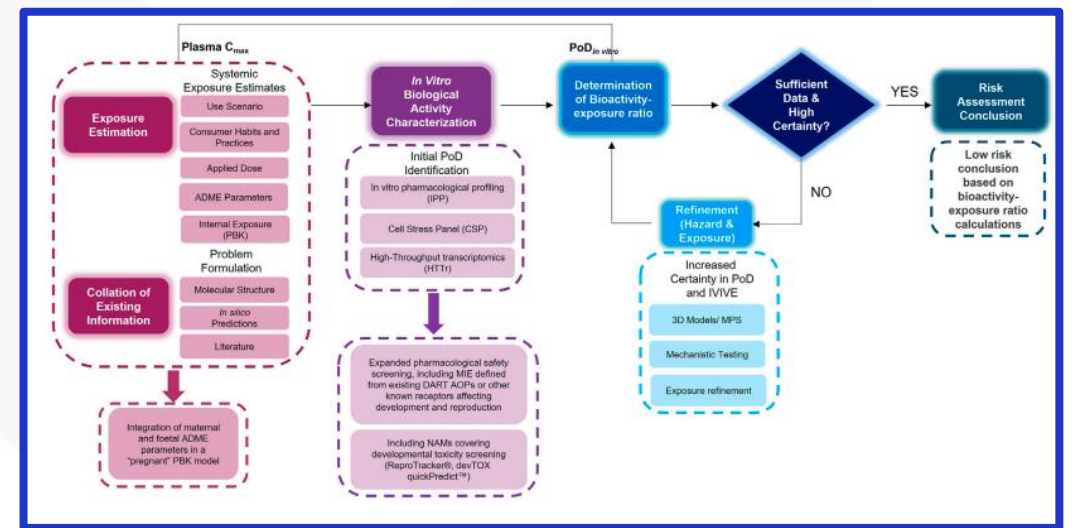 Plasma Cmax
Systemic
Exposure Estimates
Exposure
Estimation
Use Scenario
Consumer Habits and
Practices
Applied Dose
ADME Parameters
Internal Exposure
(PBK)
Problem
Formulation
Collation of
Existing
Information
Molecular Structure
In silico
Predictions
Literature
Integration of maternal
and foetal ADME
parameters in a
"pregnant" PBK model
In Vitro
Biological
Activity
Characterization
Initial PoD
Identification
In vitro pharmacological profiling
(IPP)
Cell Stress Panel (CSP)
High-Throughput transcriptomics
(HTTr)
Expanded pharmacological safety
screening, including MIE defined
from existing DART AOPs or other
known receptors affecting
development and reproduction
Including NAMs covering
developmental toxicity screening
(ReproTracker®, devTOX
quickPredict™)
PoDin vitro
Determination
of Bioactivity-
exposure ratio
Sufficient
Data &
High
Certainty?
YES
NO
Refinement
(Hazard &
Exposure)
Increased
Certainty in PoD
and IVIVE
3D Models/ MPS
Mechanistic Testing
Exposure refinement
Risk
Assessment
Conclusion
Low risk
conclusion
based on
bioactivity-
exposure ratio
calculations